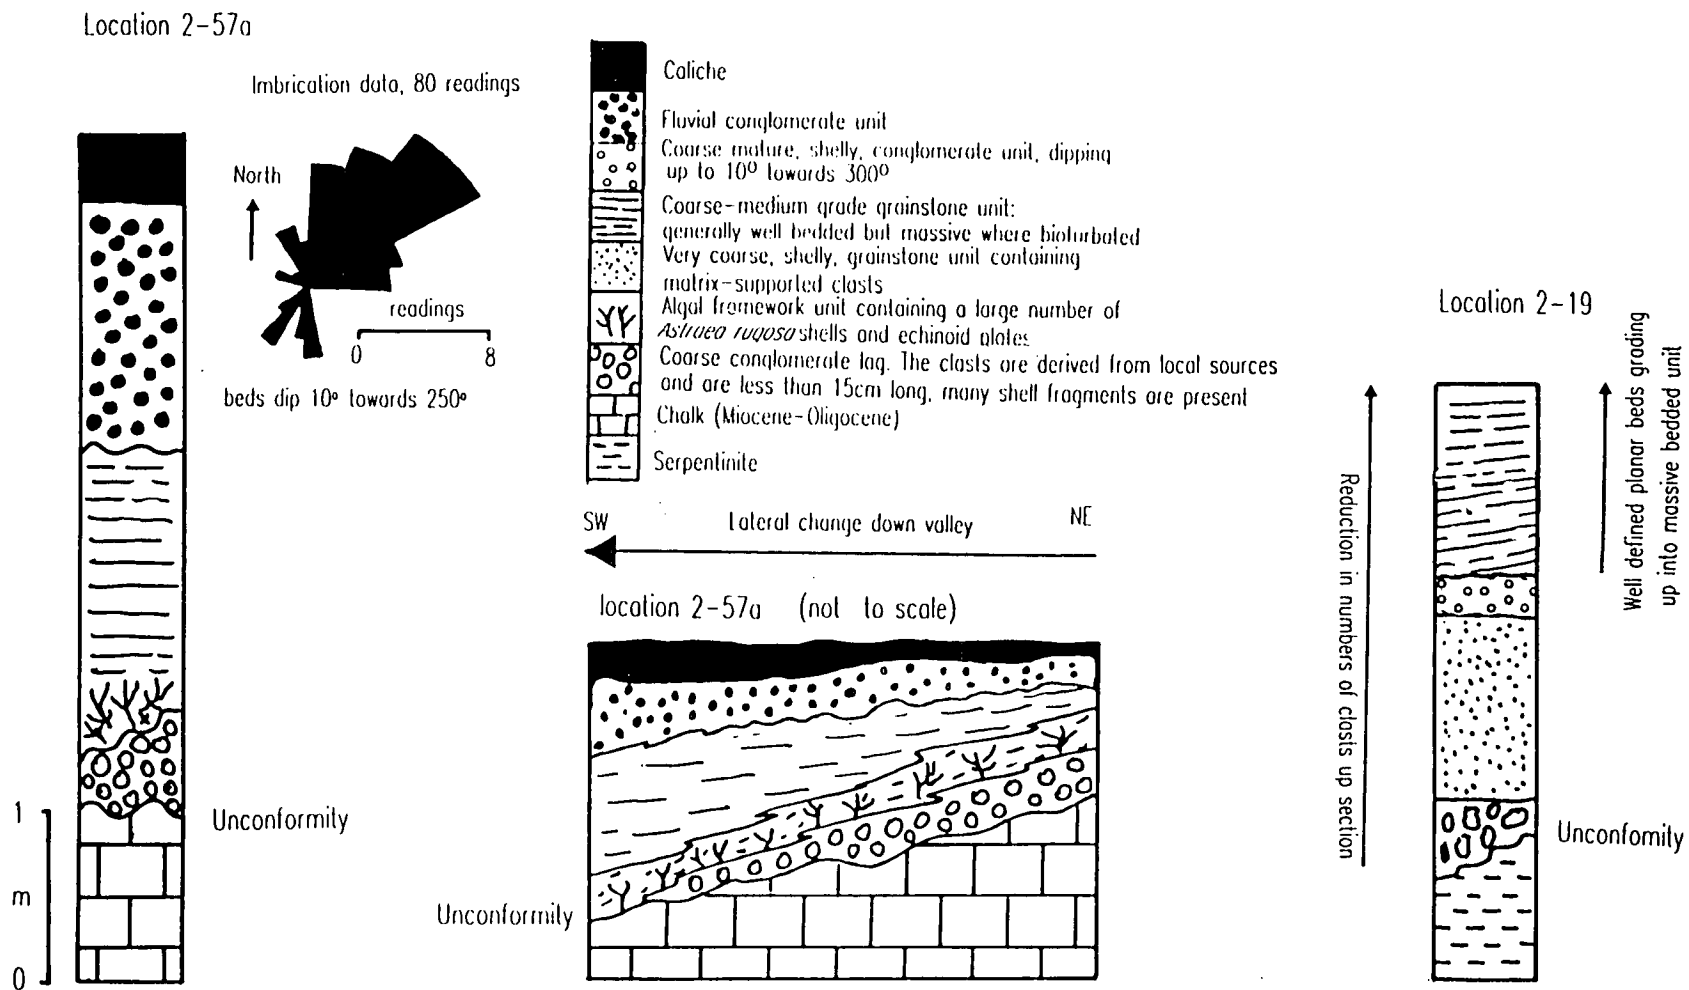 Location 2-57a
Imbrication data, 80 readings
North
readings
0 8
beds dip 10º towards 250º
Unconformity
1
m
0
Caliche
Fluvial conglomerate unit
Coarse mature, shelly, conglomerate unit, dipping
up to 10º towards 300º
Coarse-medium grade grainstone unit:
generally well bedded but massive where bioturbated
Very coarse, shelly, grainstone unit containing
matrix-supported clasts
Algal framework unit containing a large number of
Astraea rugosa shells and echinoid plates
Coarse conglomerate lag. The clasts are derived from local sources
and are less than 15cm long, many shell fragments are present
Chalk (Miocene-Oligocene)
Serpentinite
SW Lateral change down valley NE
location 2-57a (not to scale)
Unconformity
Location 2-19
Reduction in numbers of clasts up section
Well defined planar beds grading
up into massive bedded unit
Unconfomity